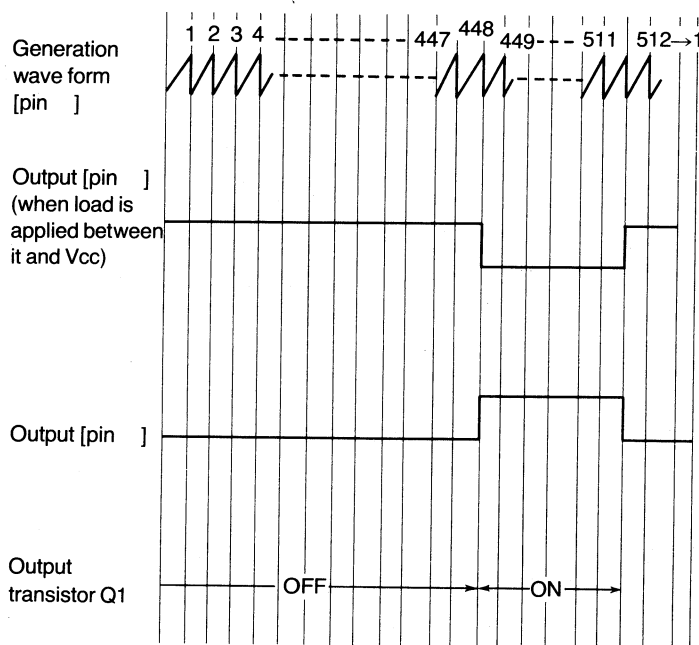 1 2 3 4 447 448 449 511 512→1
Generation
wave form
[pin ]
Output [pin ]
(when load is
applied between
it and Vcc)
Output [pin ]
Output
transistor Q1
OFF ON